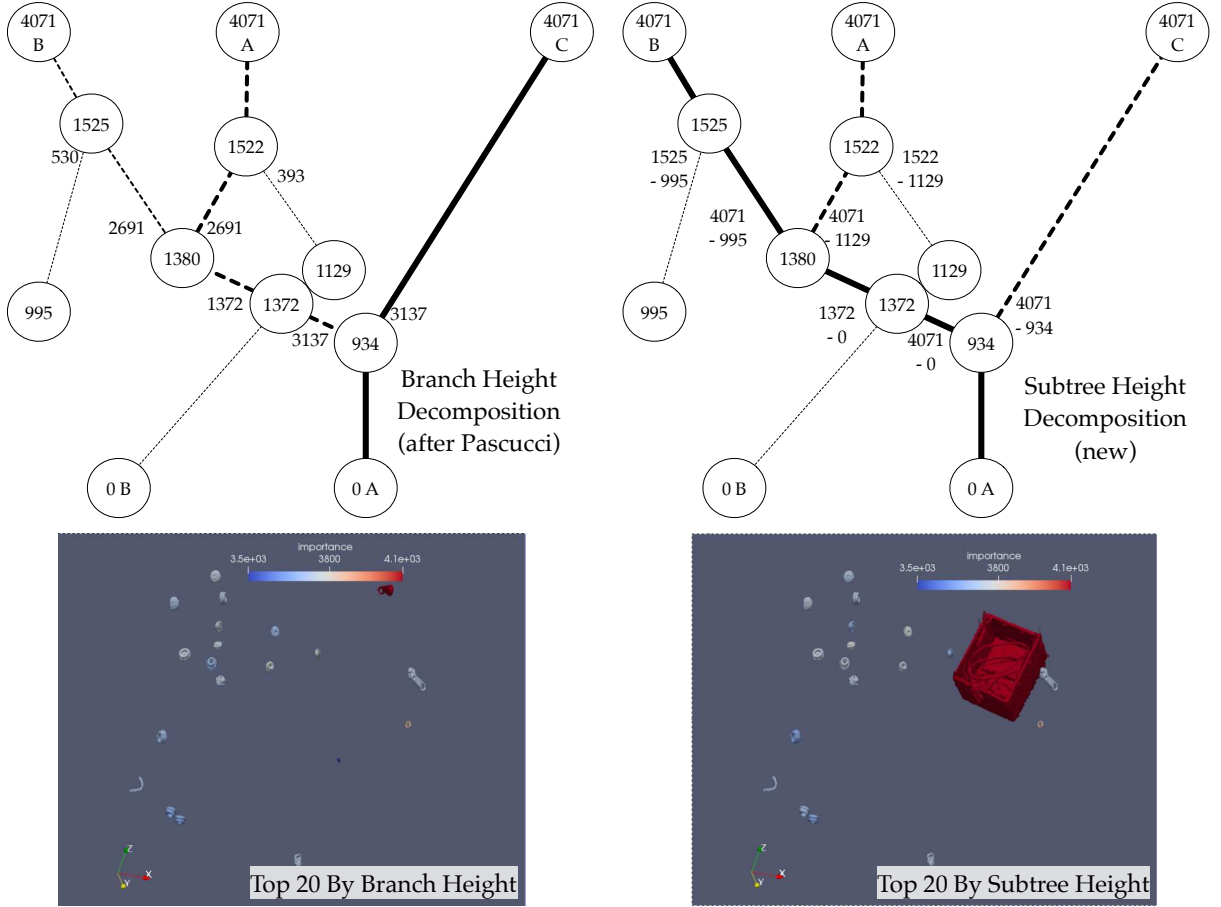 4071
B
4071
A
4071
C
1525
530
1522
393
2691
2691
1380
1129
995
1372
1372
3137
3137
934
Branch Height
Decomposition
(after Pascucci)
0 B
0 A
4071
B
4071
A
4071
C
1525
1525
- 995
1522
1522
- 1129
4071
- 995
4071
- 1129
1380
1129
995
1372
1372
- 0
4071
- 0
4071
- 934
934
Subtree Height
Decomposition
(new)
0 B
0 A
importance
3.5e+03 3800 4.1e+03
Z
X
Y
Top 20 By Branch Height
importance
3.5e+03 3800 4.1e+03
Z
X
Y
Top 20 By Subtree Height